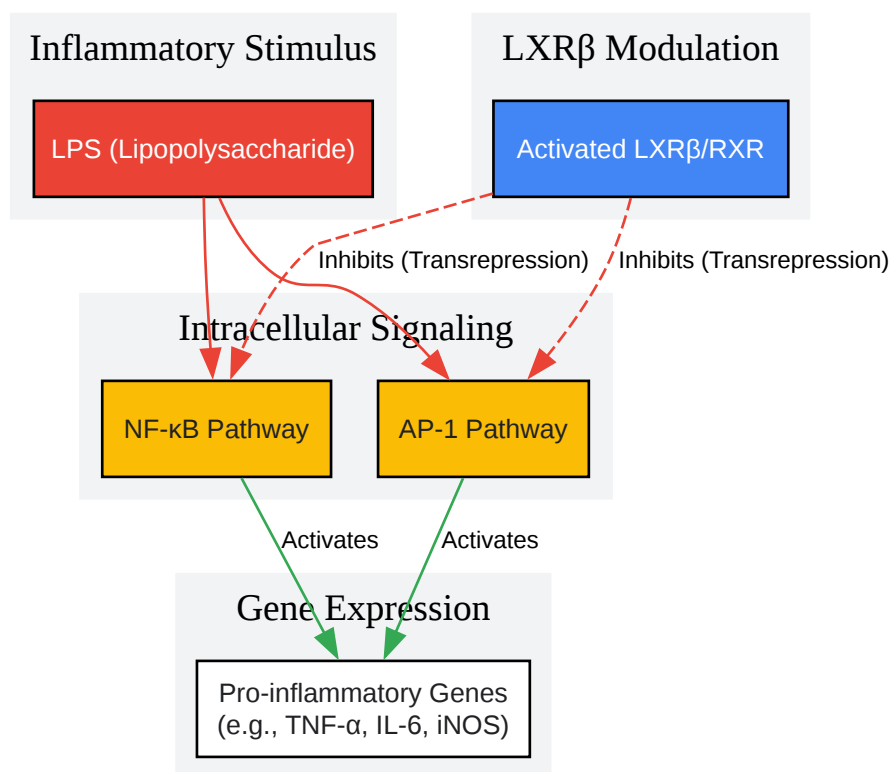 Inflammatory Stimulus
LXRβ Modulation
LPS (Lipopolysaccharide)
Activated LXRβ/RXR
Inhibits (Transrepression)
Inhibits (Transrepression)
Intracellular Signaling
NF-κB Pathway
AP-1 Pathway
Activates
Activates
Gene Expression
Pro-inflammatory Genes
(e.g., TNF-α, IL-6, iNOS)